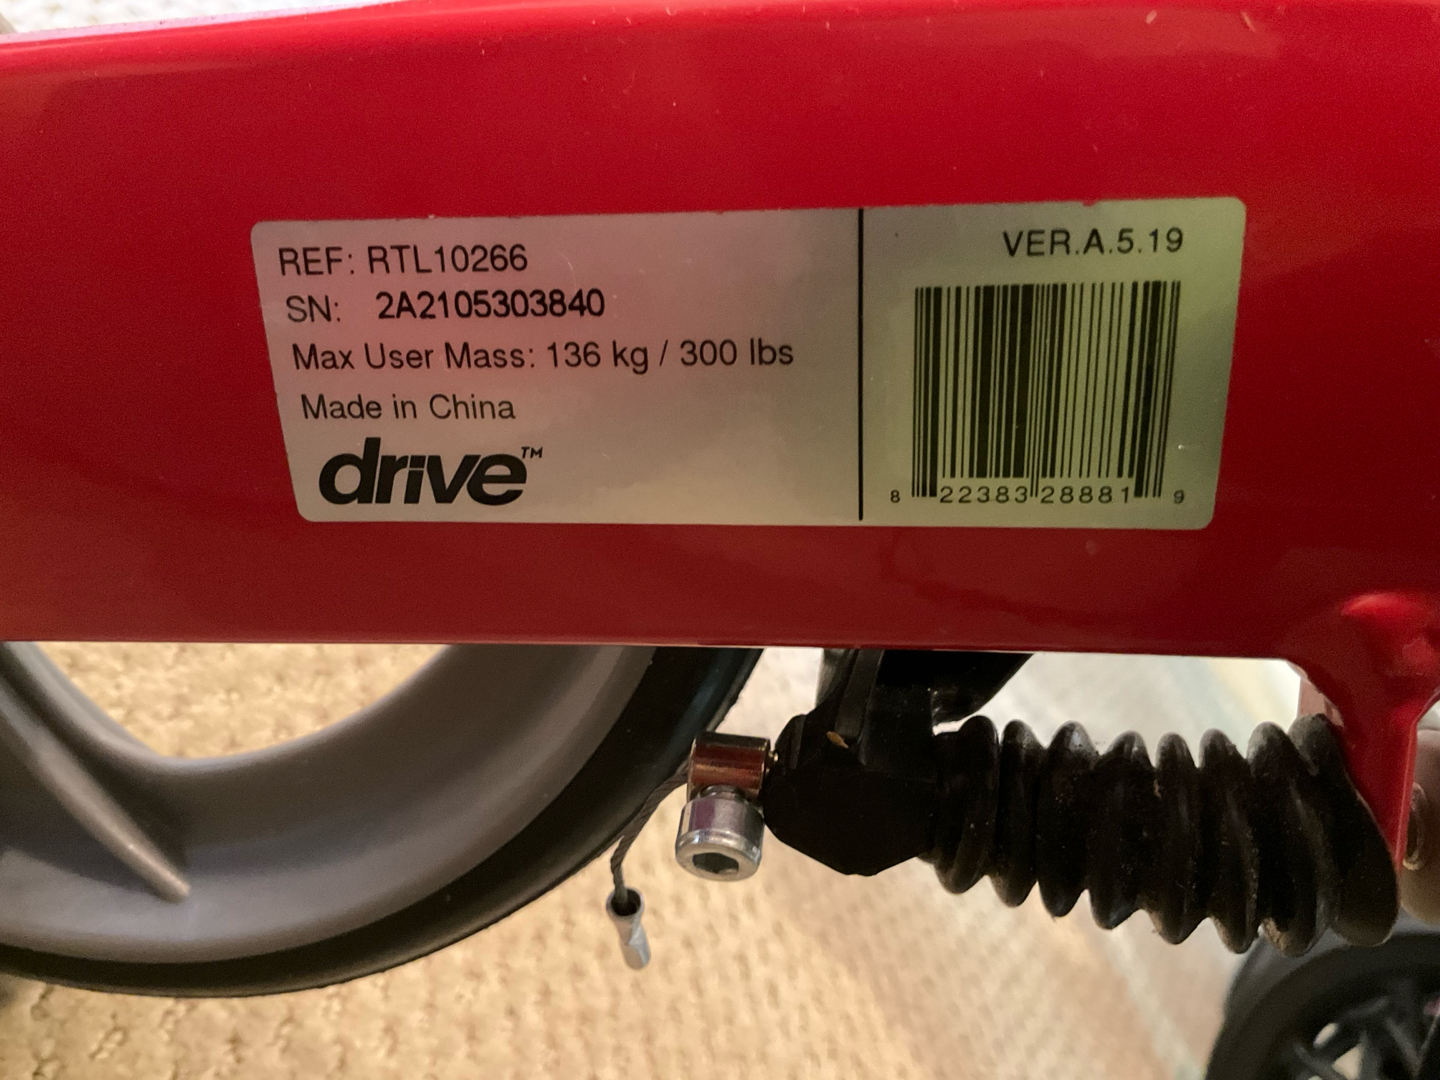 REF: RTL10266
SN: 2A2105303840
Max User Mass: 136 kg / 300 lbs
Made in China
drive™
VER.A.5.19
8 22383 28881 9